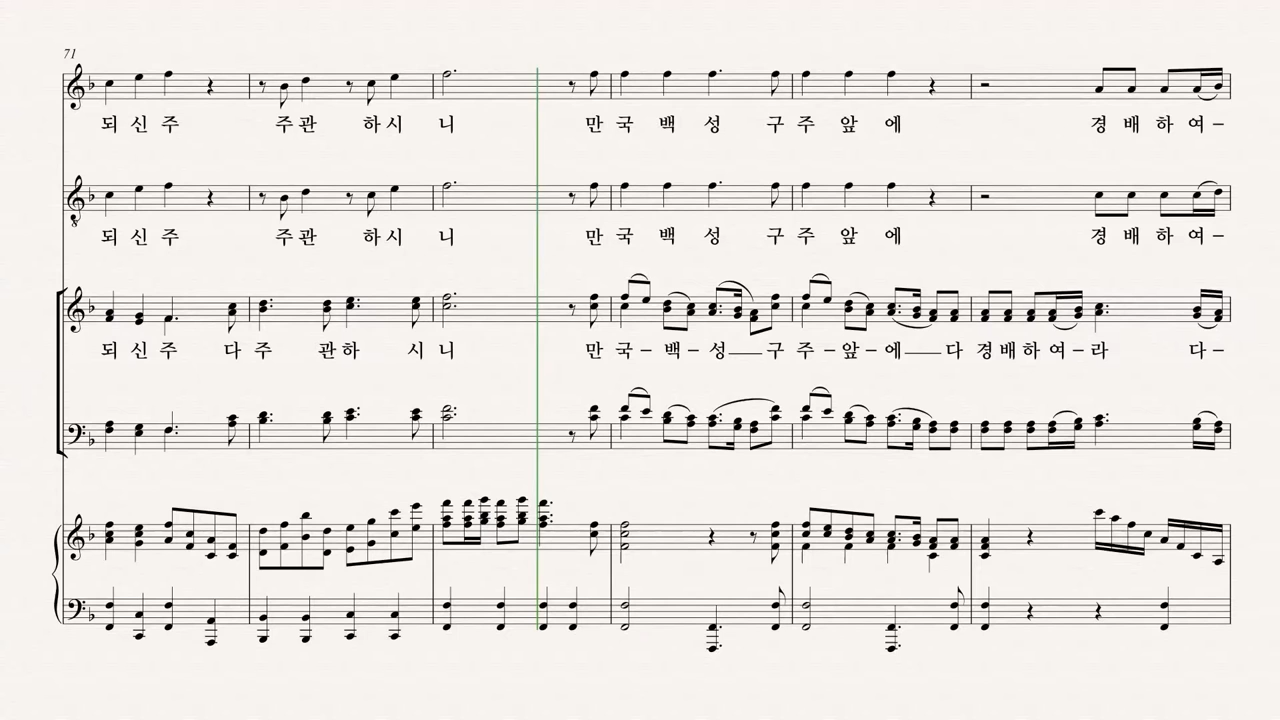 71
되 신 주 주 관 하 시 니 만 국 백 성 구 주 앞 에 경 배 하 여 –
되 신 주 주 관 하 시 니 만 국 백 성 구 주 앞 에 경 배 하 여 –
되 신 주 다 주 관 하 시 니 만 국 – 백 – 성 — 구 주 – 앞 – 에 — 다 경 배 하 여 – 라 다 –